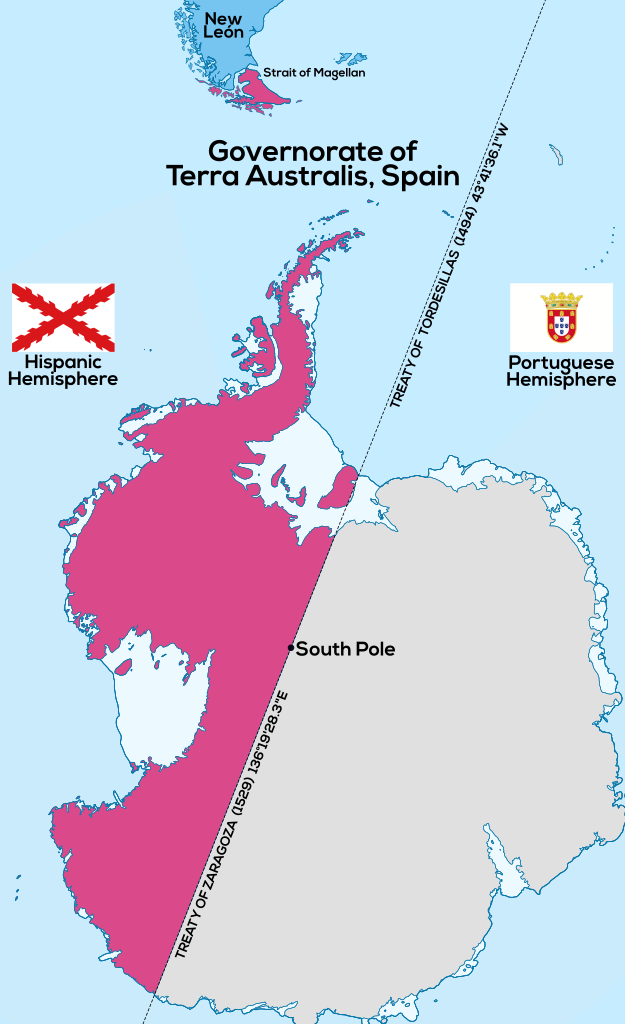 New
León
Strait of Magellan
Governorate of
Terra Australis, Spain
TREATY OF TORDESILLAS (1494) 43°41'36.1"W
Hispanic
Hemisphere
Portuguese
Hemisphere
South Pole
TREATY OF ZARAGOZA (1529) 136°19'28.3"E